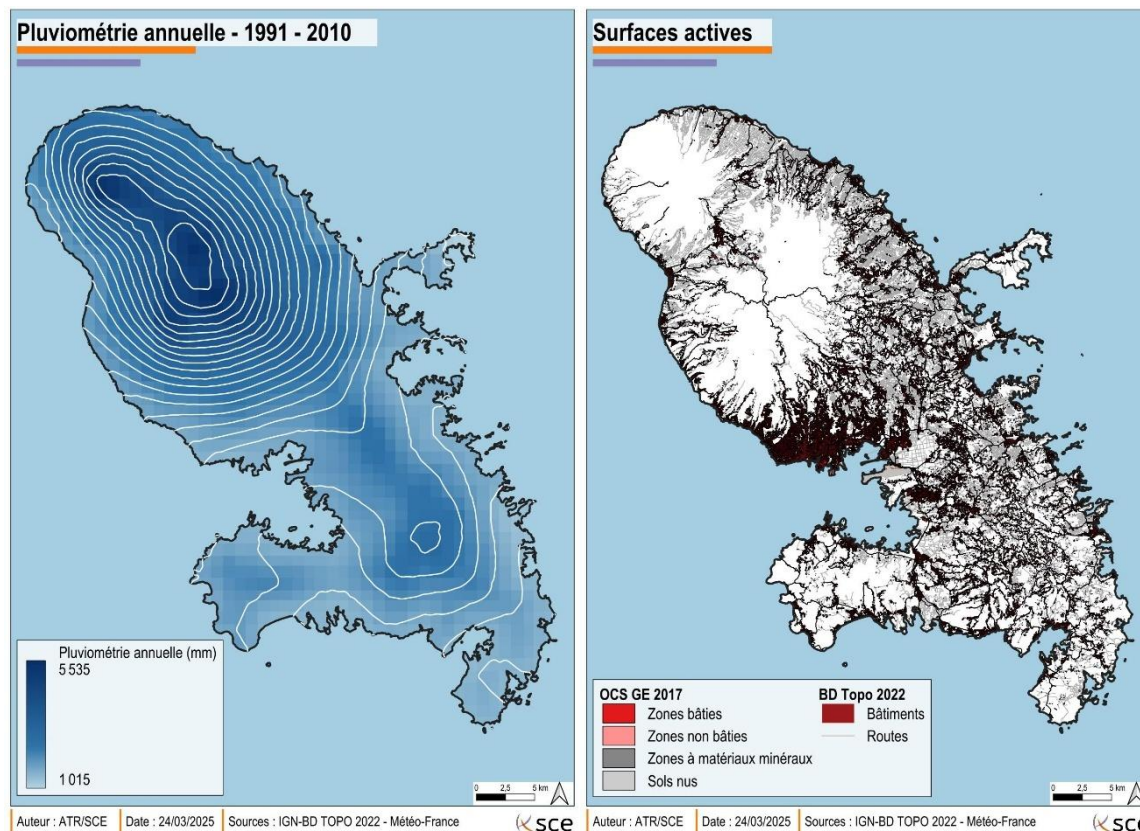 Pluviométrie annuelle - 1991 - 2010
Pluviométrie annuelle (mm)
5 535
1 015
0 2,5 5 km
Auteur : ATR/SCE Date : 24/03/2025 Sources : IGN-BD TOPO 2022 - Météo-France sce
Surfaces actives
OCS GE 2017 BD Topo 2022
Zones bâties Bâtiments
Zones non bâties Routes
Zones à matériaux minéraux
Sols nus
0 2,5 5 km
Auteur : ATR/SCE Date : 24/03/2025 Sources : IGN-BD TOPO 2022 - Météo-France sce